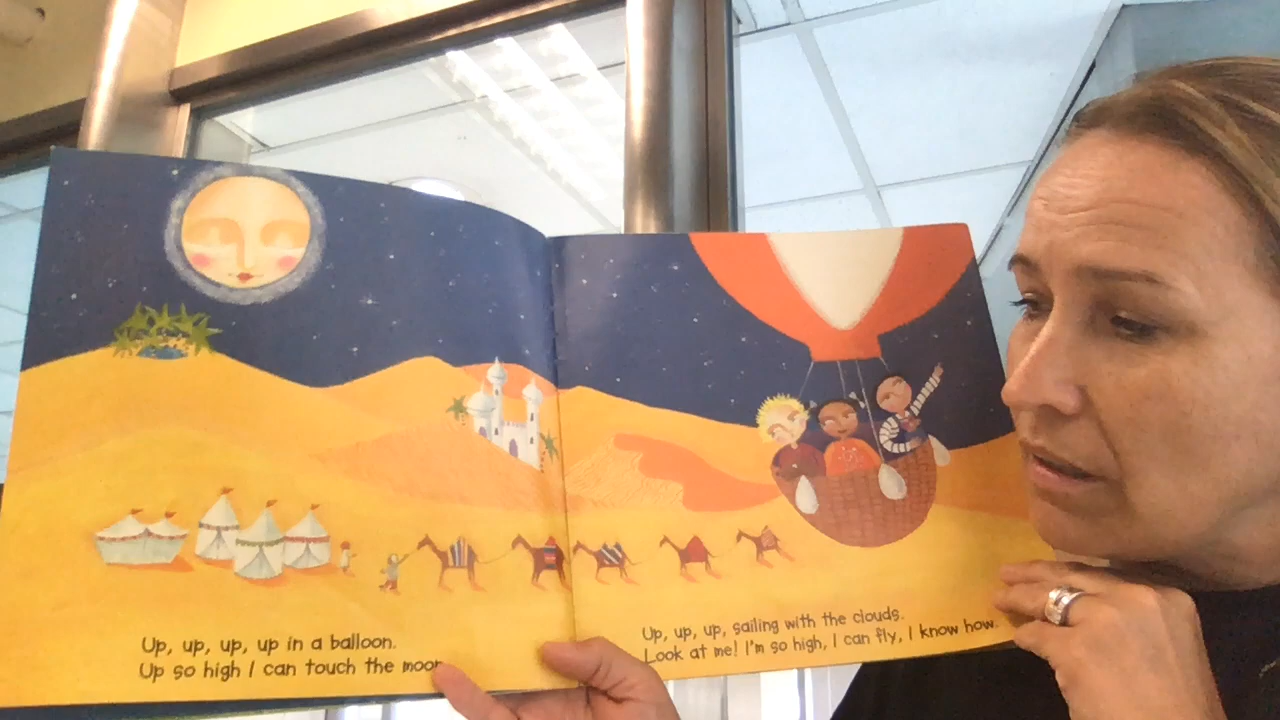 Up, up, up, up in a balloon.
Up so high I can touch the moon
Up, up, up, sailing with the clouds.
Look at me! I'm so high, I can fly, I know how.